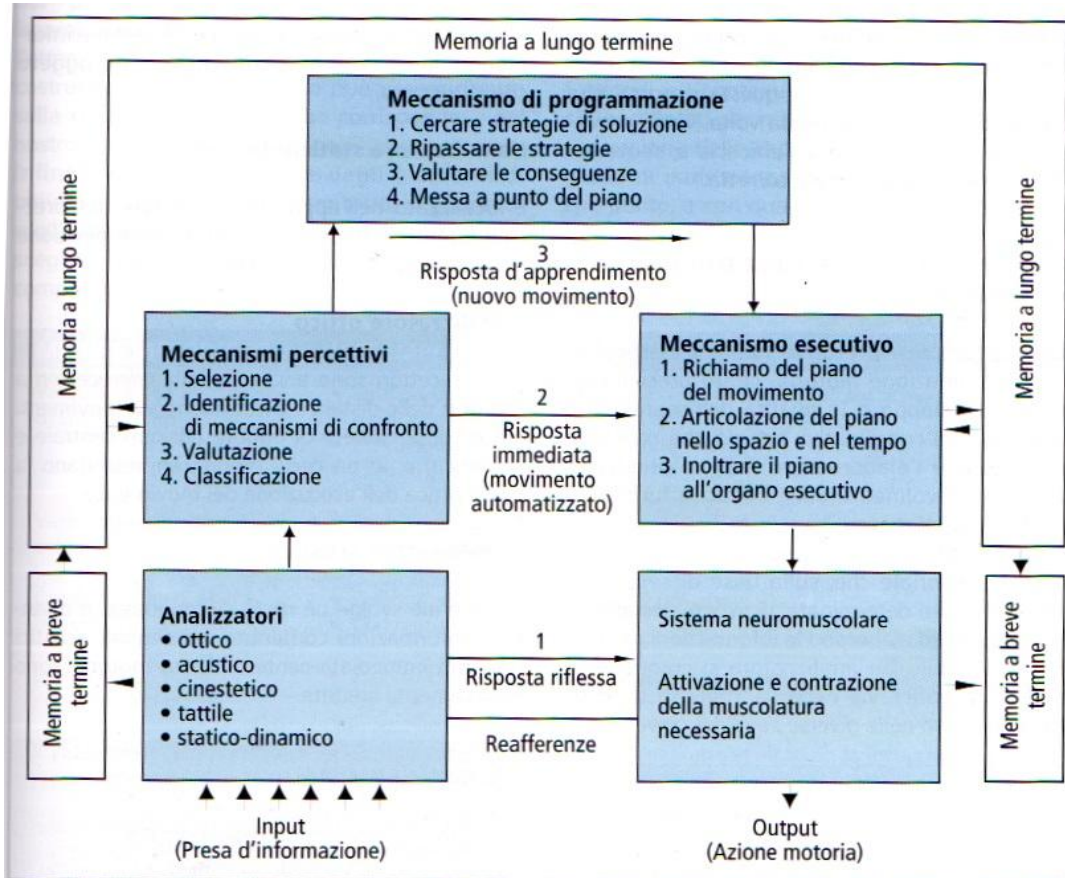 Memoria a lungo termine
Meccanismo di programmazione
1. Cercare strategie di soluzione
2. Ripassare le strategie
3. Valutare le conseguenze
4. Messa a punto del piano
Memoria a lungo termine
Memoria a lungo termine
3
Risposta d'apprendimento
(nuovo movimento)
Meccanismi percettivi
1. Selezione
2. Identificazione
di meccanismi di confronto
3. Valutazione
4. Classificazione
2
Risposta
immediata
(movimento
automatizzato)
Meccanismo esecutivo
1. Richiamo del piano
del movimento
2. Articolazione del piano
nello spazio e nel tempo
3. Inoltrare il piano
all'organo esecutivo
Memoria a breve
termine
Analizzatori
• ottico
• acustico
• cinestetico
• tattile
• statico-dinamico
1
Risposta riflessa
Reafferenze
Sistema neuromuscolare
Attivazione e contrazione
della muscolatura
necessaria
Memoria a breve
termine
Input
(Presa d'informazione)
Output
(Azione motoria)